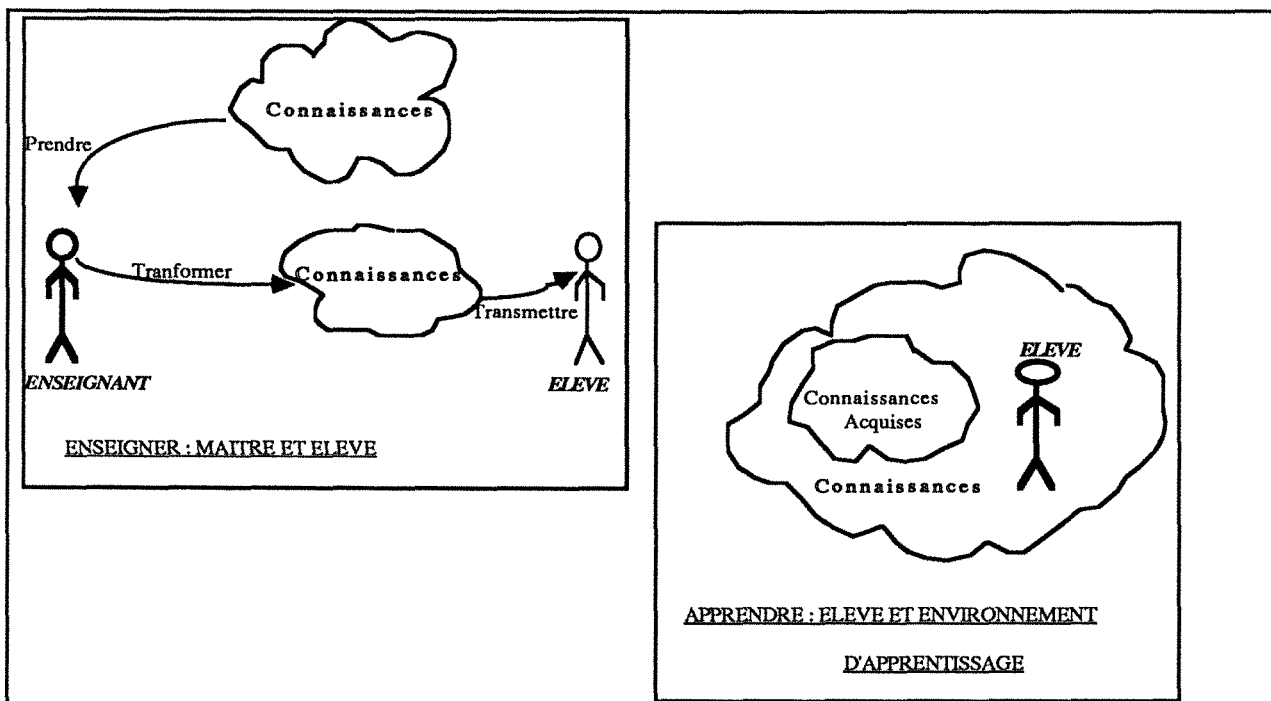 Connaissances
Prendre
Tranformer
Connaissances
Transmettre
ENSEIGNANT
ELEVE
ENSEIGNER : MAITRE ET ELEVE
ELEVE
Connaissances
Acquises
Connaissances
APPRENDRE : ELEVE ET ENVIRONNEMENT
D'APPRENTISSAGE